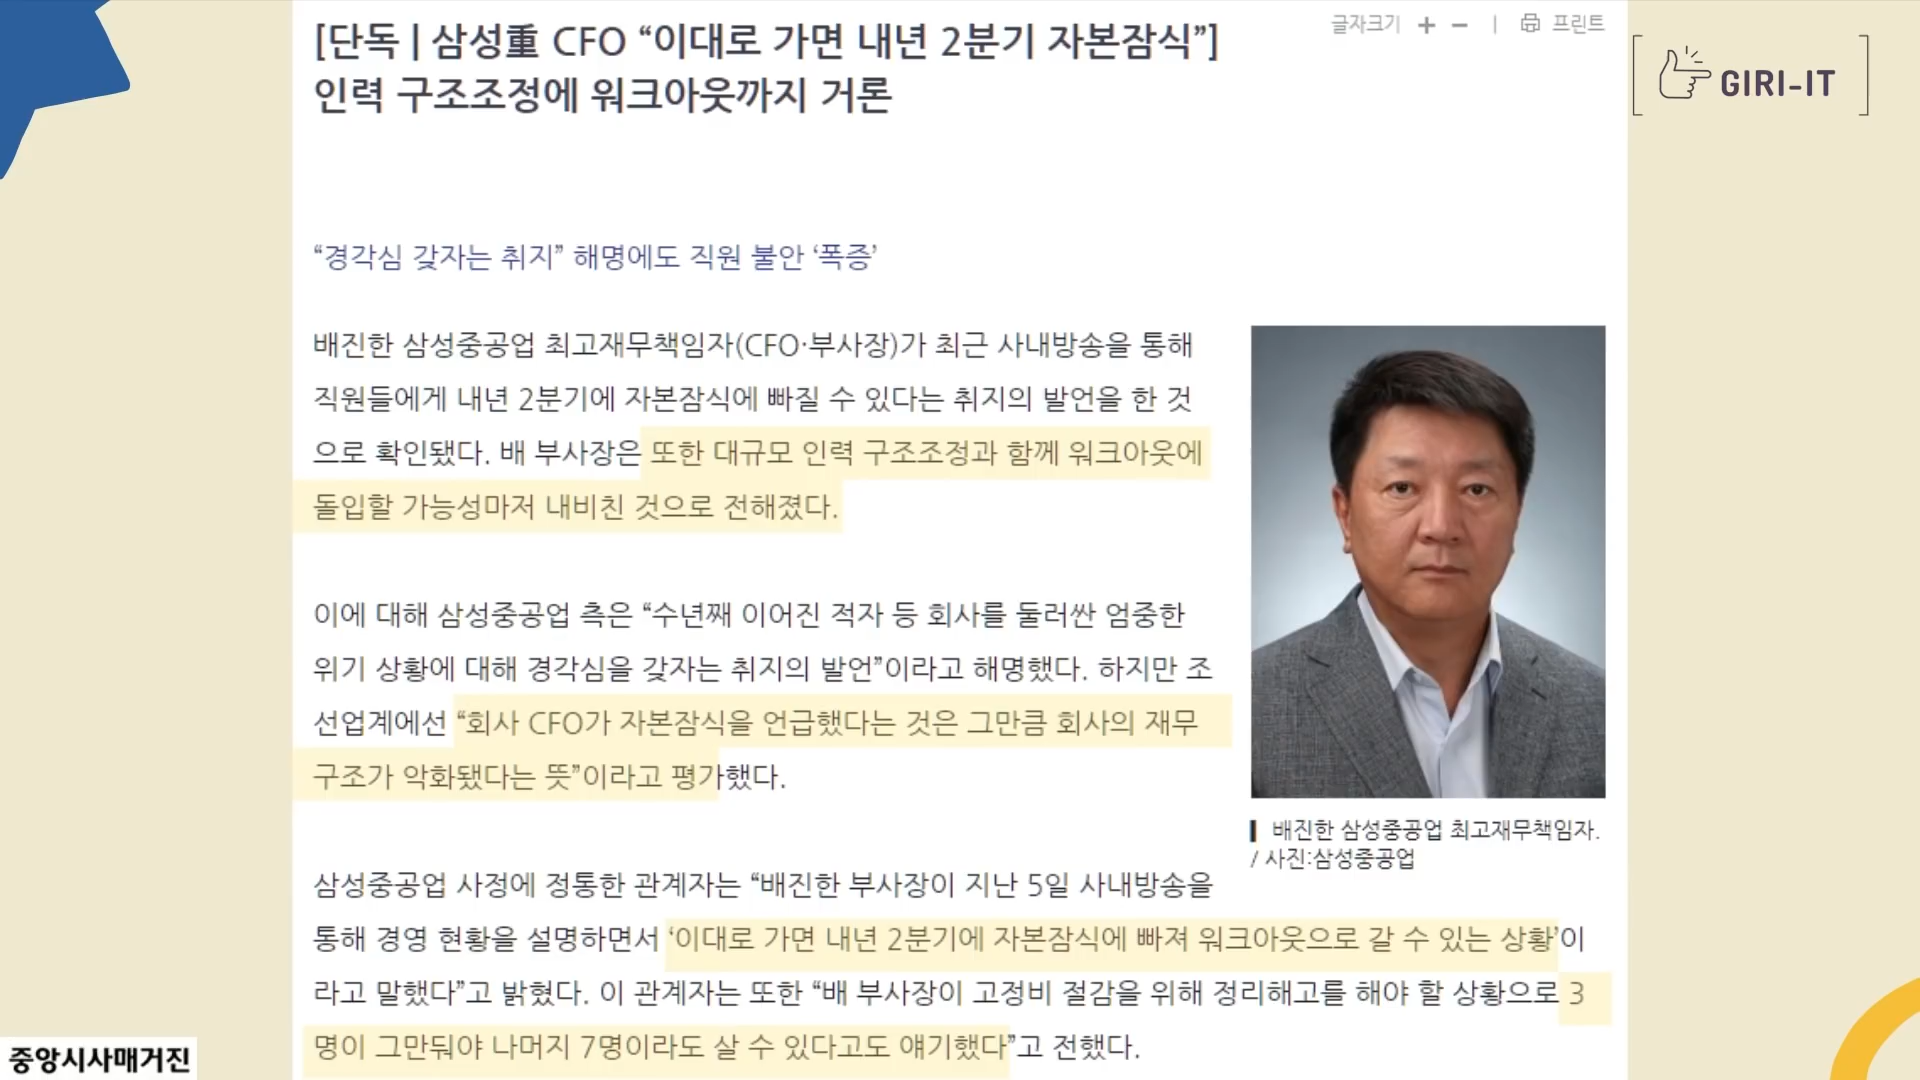 [단독 | 삼성重 CFO “이대로 가면 내년 2분기 자본잠식”]
인력 구조조정에 워크아웃까지 거론
글자크기 + − | 프린트
GIRI-IT
“경각심 갖자는 취지” 해명에도 직원 불안 ‘폭증’
배진한 삼성중공업 최고재무책임자(CFO·부사장)가 최근 사내방송을 통해
직원들에게 내년 2분기에 자본잠식에 빠질 수 있다는 취지의 발언을 한 것
으로 확인됐다. 배 부사장은 또한 대규모 인력 구조조정과 함께 워크아웃에
돌입할 가능성마저 내비친 것으로 전해졌다.
이에 대해 삼성중공업 측은 “수년째 이어진 적자 등 회사를 둘러싼 엄중한
위기 상황에 대해 경각심을 갖자는 취지의 발언”이라고 해명했다. 하지만 조
선업계에선 “회사 CFO가 자본잠식을 언급했다는 것은 그만큼 회사의 재무
구조가 악화됐다는 뜻”이라고 평가했다.
배진한 삼성중공업 최고재무책임자.
/ 사진:삼성중공업
삼성중공업 사정에 정통한 관계자는 “배진한 부사장이 지난 5일 사내방송을
통해 경영 현황을 설명하면서 ‘이대로 가면 내년 2분기에 자본잠식에 빠져 워크아웃으로 갈 수 있는 상황’이
라고 말했다”고 밝혔다. 이 관계자는 또한 “배 부사장이 고정비 절감을 위해 정리해고를 해야 할 상황으로 3
명이 그만둬야 나머지 7명이라도 살 수 있다고도 얘기했다”고 전했다.
중앙시사매거진